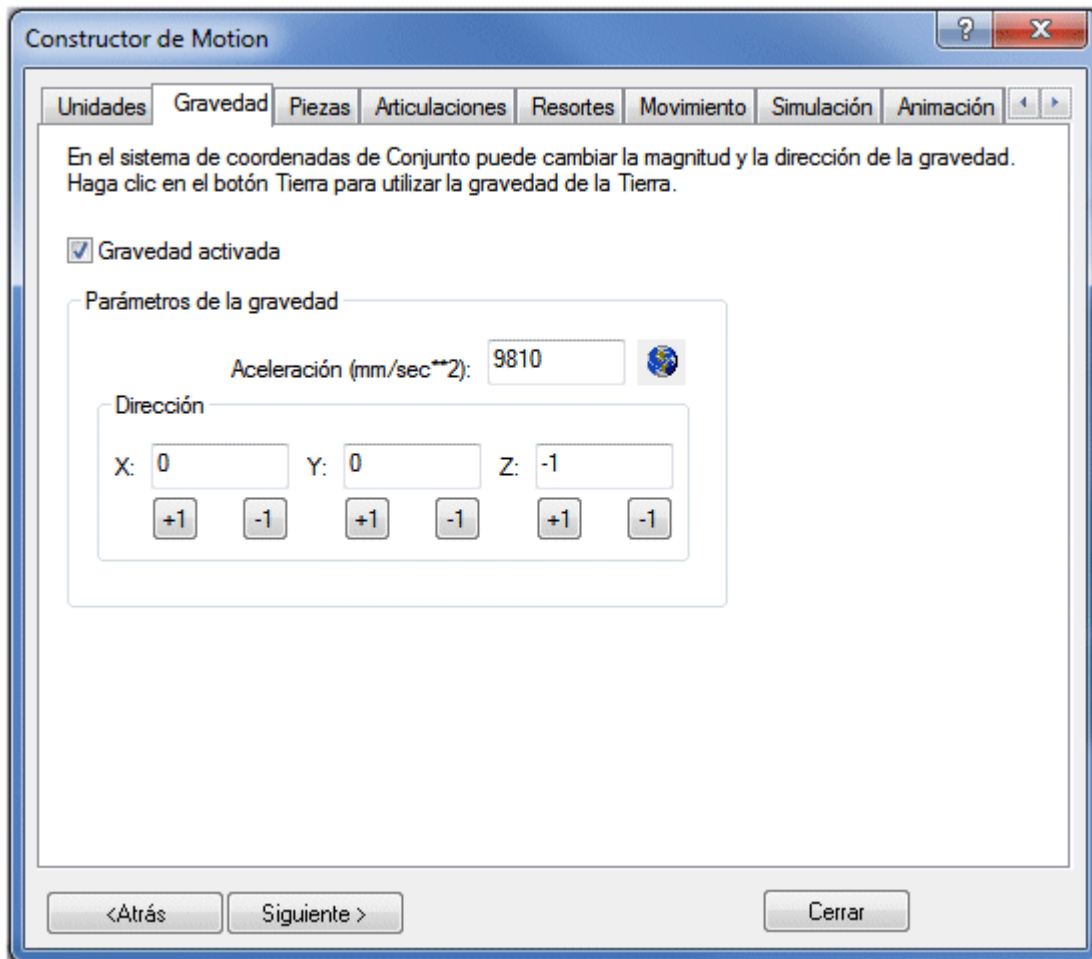 Constructor de Motion
Unidades Gravedad Piezas Articulaciones Resortes Movimiento Simulación Animación
En el sistema de coordenadas de Conjunto puede cambiar la magnitud y la dirección de la gravedad.
Haga clic en el botón Tierra para utilizar la gravedad de la Tierra.
Gravedad activada
Parámetros de la gravedad
Aceleración (mm/sec**2): 9810
Dirección
X: 0 Y: 0 Z: -1
+1 -1 +1 -1 +1 -1
<Atrás Siguiente > Cerrar